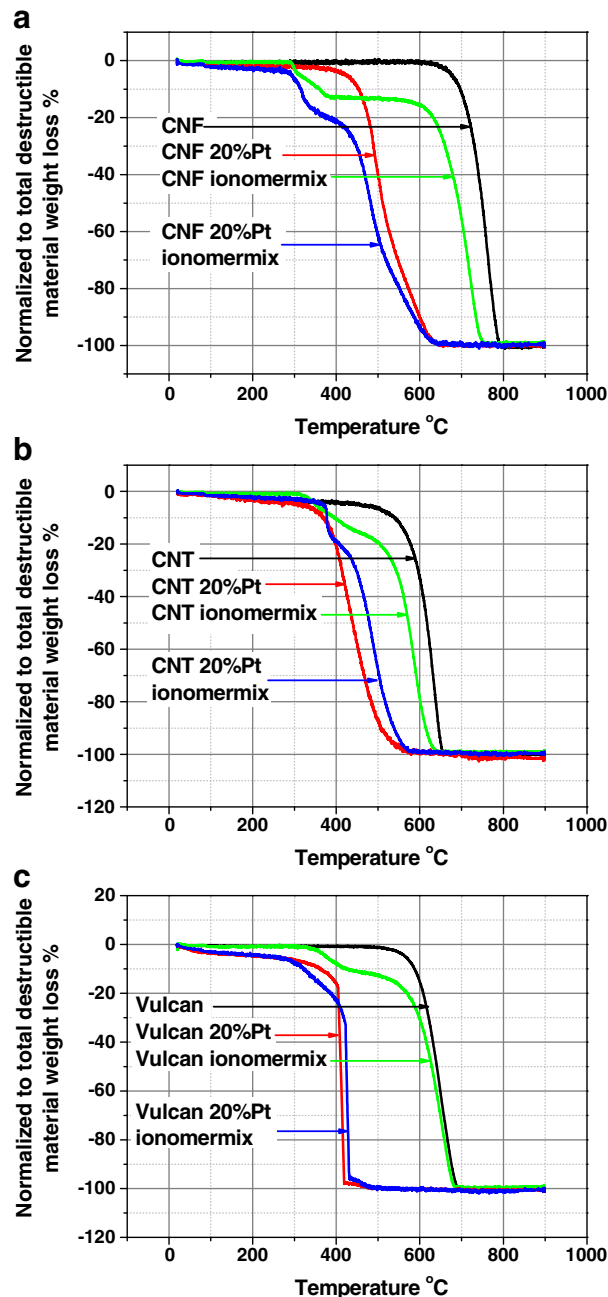 a
Normalized to total destructible
material weight loss %
0
-20
-40
-60
-80
-100
CNF
CNF 20%Pt
CNF ionomermix
CNF 20%Pt
ionomermix
0 200 400 600 800 1000
Temperature °C
b
Normalized to total destructible
material weight loss %
0
-20
-40
-60
-80
-100
-120
CNT
CNT 20%Pt
CNT ionomermix
CNT 20%Pt
ionomermix
0 200 400 600 800 1000
Temperature °C
c
Normalized to total destructible
material weight loss %
20
0
-20
-40
-60
-80
-100
-120
Vulcan
Vulcan 20%Pt
Vulcan ionomermix
Vulcan 20%Pt
ionomermix
0 200 400 600 800 1000
Temperature °C